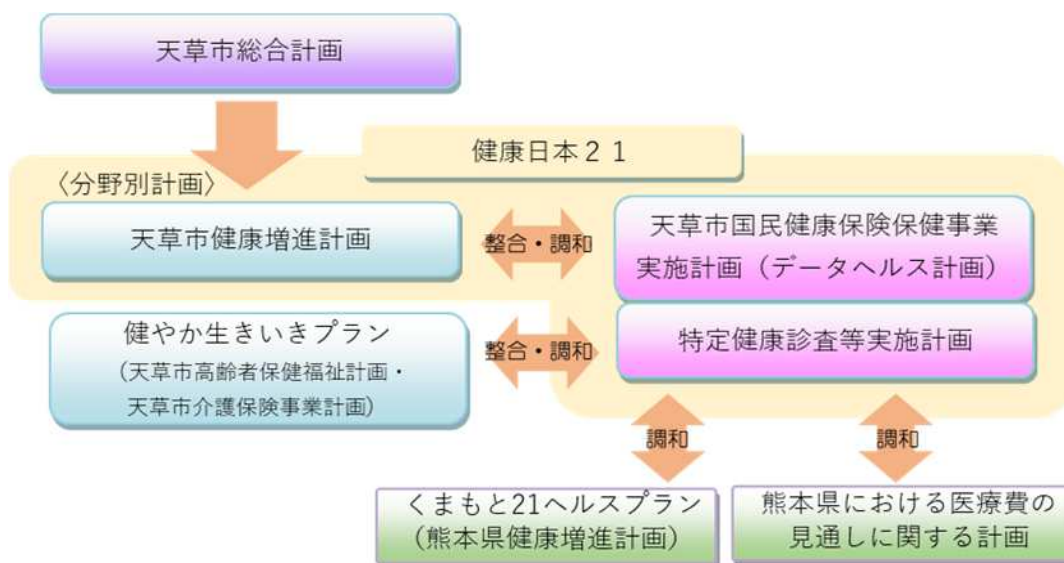 天草市総合計画
健康日本２１
〈分野別計画〉
天草市健康増進計画
整合・調和
天草市国民健康保険保健事業
実施計画（データヘルス計画）
健やか生きいきプラン
(天草市高齢者保健福祉計画・
天草市介護保険事業計画)
整合・調和
特定健康診査等実施計画
調和
調和
くまもと21ヘルスプラン
(熊本県健康増進計画)
熊本県における医療費の
見通しに関する計画